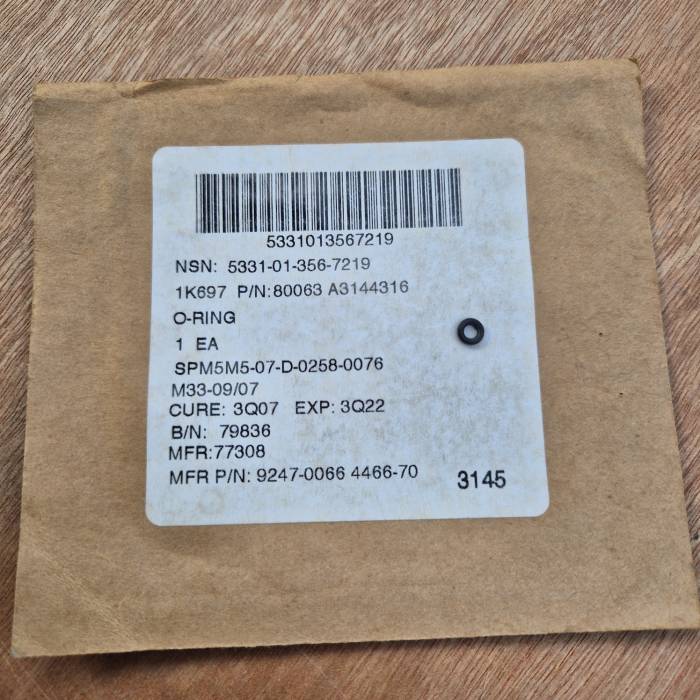 5331013567219
NSN: 5331-01-356-7219
1K697 P/N:80063 A3144316
O-RING
1 EA
SPM5M5-07-D-0258-0076
M33-09/07
CURE: 3Q07 EXP: 3Q22
B/N: 79836
MFR:77308
MFR P/N: 9247-0066 4466-70
3145